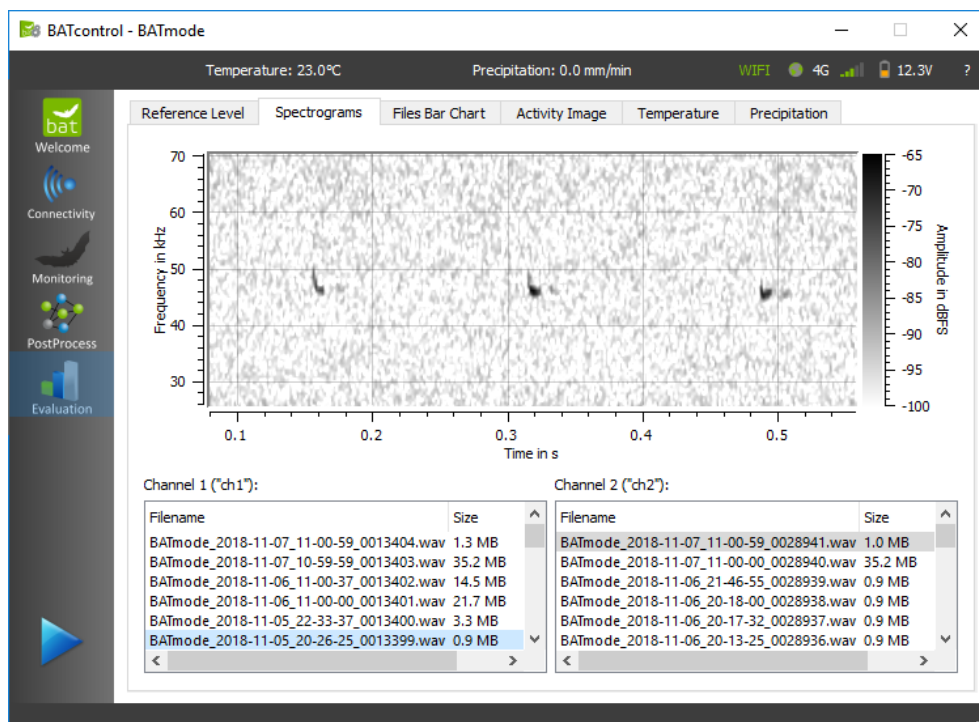 BATcontrol - BATmode
Temperature: 23.0ºC Precipitation: 0.0 mm/min WIFI 4G 12.3V ?
bat
Welcome
Connectivity
Monitoring
PostProcess
Evaluation
Reference Level Spectrograms Files Bar Chart Activity Image Temperature Precipitation
70
60
50
40
30
Frequency in kHz
0.1 0.2 0.3 0.4 0.5
Time in s
-65
-70
-75
-80
-85
-90
-95
-100
Amplitude in dBFS
Channel 1 ("ch1"):
Filename Size
BATmode_2018-11-07_11-00-59_0013404.wav 1.3 MB
BATmode_2018-11-07_10-59-59_0013403.wav 35.2 MB
BATmode_2018-11-06_11-00-37_0013402.wav 14.5 MB
BATmode_2018-11-06_11-00-00_0013401.wav 21.7 MB
BATmode_2018-11-05_22-33-37_0013400.wav 3.3 MB
BATmode_2018-11-05_20-26-25_0013399.wav 0.9 MB
Channel 2 ("ch2"):
Filename Size
BATmode_2018-11-07_11-00-59_0028941.wav 1.0 MB
BATmode_2018-11-07_11-00-00_0028940.wav 35.2 MB
BATmode_2018-11-06_21-46-55_0028939.wav 0.9 MB
BATmode_2018-11-06_20-18-00_0028938.wav 0.9 MB
BATmode_2018-11-06_20-17-32_0028937.wav 0.9 MB
BATmode_2018-11-06_20-13-25_0028936.wav 0.9 MB